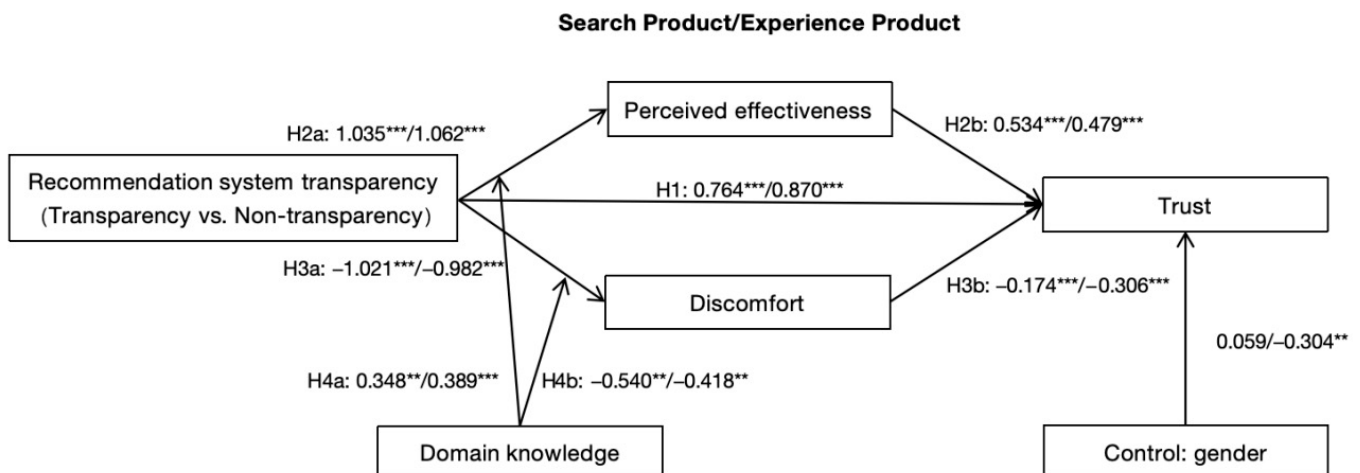 Search Product/Experience Product
Perceived effectiveness
H2a: 1.035***/1.062***
H2b: 0.534***/0.479***
Recommendation system transparency
(Transparency vs. Non-transparency)
H1: 0.764***/0.870***
Trust
H3a: −1.021***/−0.982***
Discomfort
H3b: −0.174***/−0.306***
0.059/−0.304**
H4a: 0.348**/0.389***
H4b: −0.540**/−0.418**
Domain knowledge
Control: gender